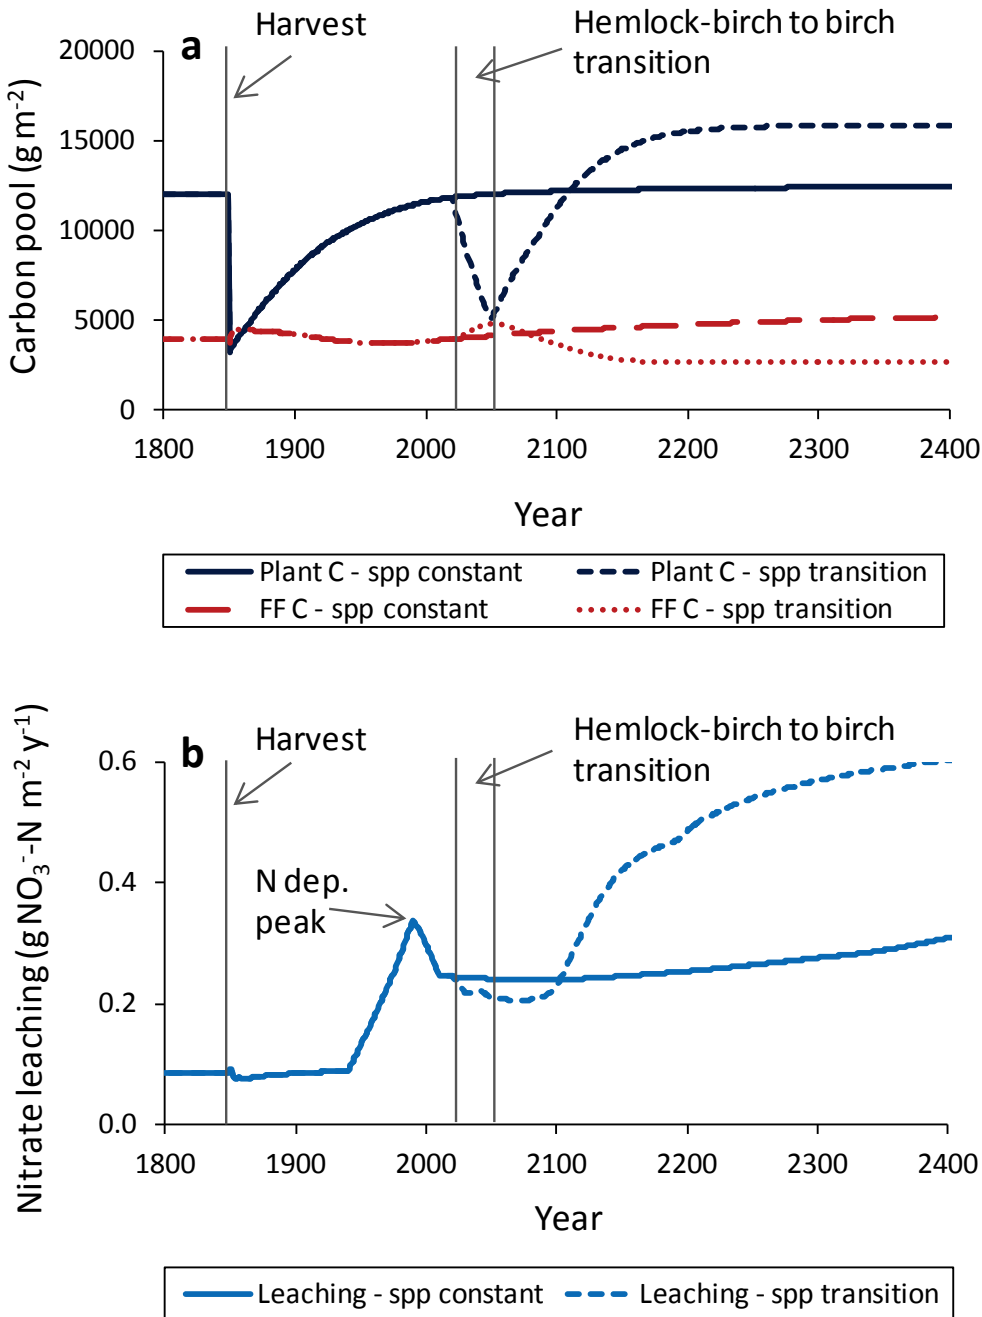 a
Harvest
Hemlock-birch to birch
transition
Carbon pool (g m⁻²)
20000
15000
10000
5000
0
1800 1900 2000 2100 2200 2300 2400
Year
Plant C - spp constant Plant C - spp transition
FF C - spp constant FF C - spp transition
b
Harvest
Hemlock-birch to birch
transition
N dep.
peak
Nitrate leaching (g NO₃⁻-N m⁻² y⁻¹)
0.6
0.4
0.2
0.0
1800 1900 2000 2100 2200 2300 2400
Year
Leaching - spp constant Leaching - spp transition